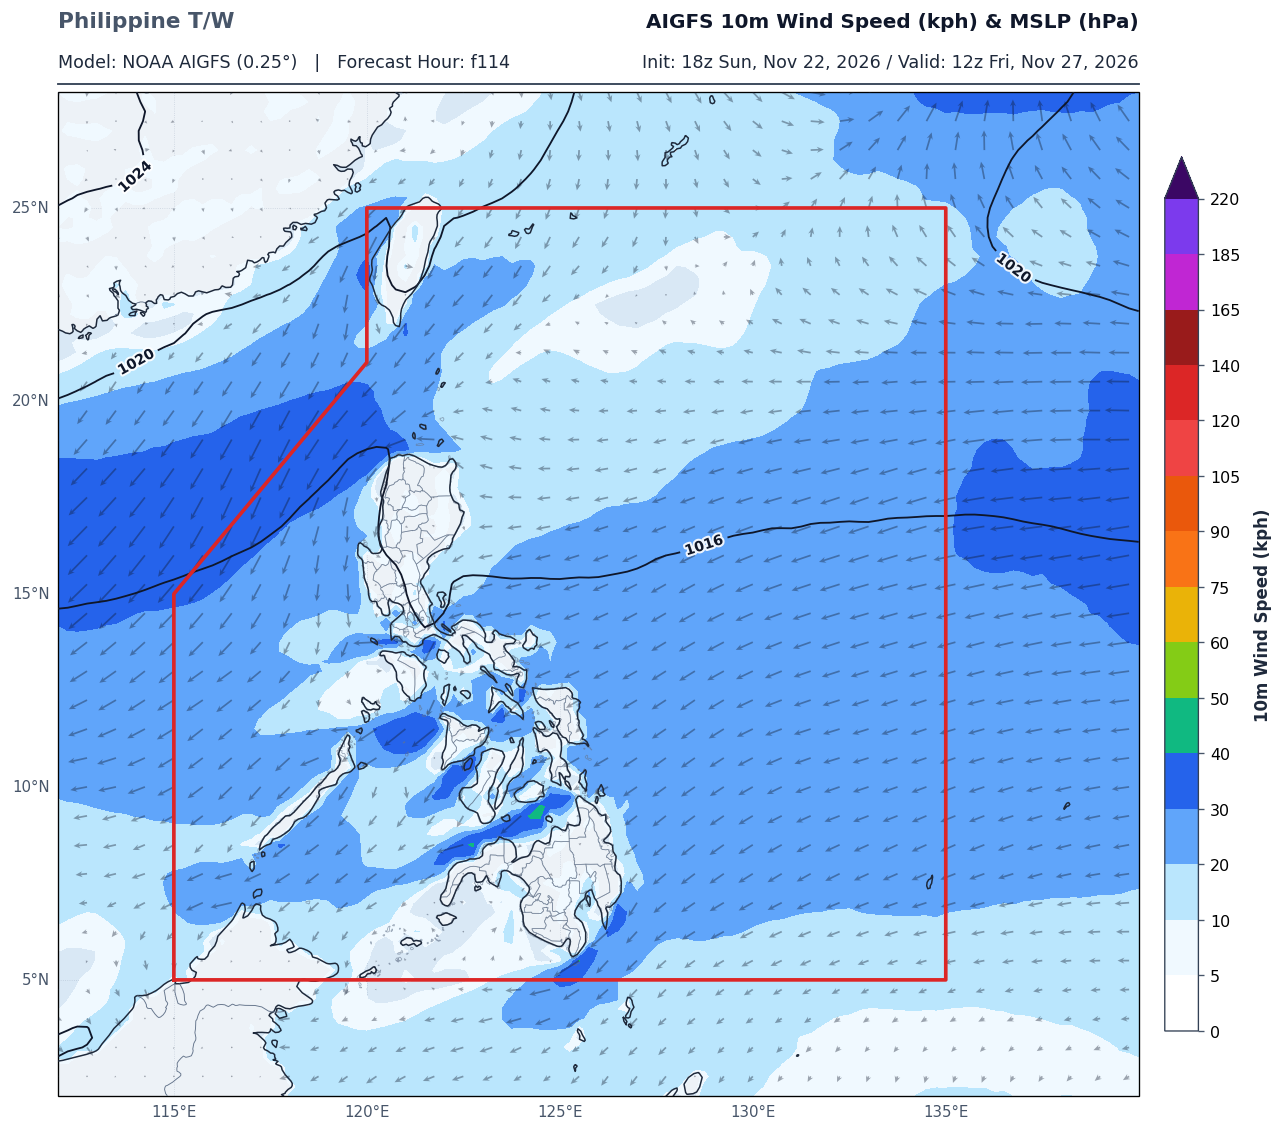 Philippine T/W
AIGFS 10m Wind Speed (kph) & MSLP (hPa)
Model: NOAA AIGFS (0.25°)   |   Forecast Hour: f114
Init: 18z Sun, Nov 22, 2026 / Valid: 12z Fri, Nov 27, 2026
1024
1020
1020
1016
25°N
20°N
15°N
10°N
5°N
115°E
120°E
125°E
130°E
135°E
220
185
165
140
120
105
90
75
60
50
40
30
20
10
5
0
10m Wind Speed (kph)